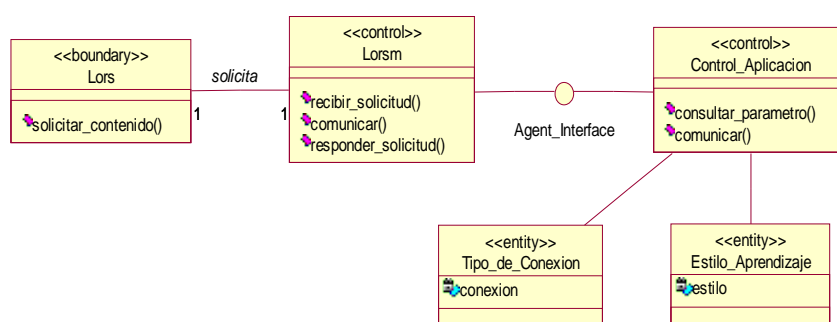 <<boundary>>
Lors
solicitar_contenido()
solicita
1
1
<<control>>
Lorsm
recibir_solicitud()
comunicar()
responder_solicitud()
Agent_Interface
<<control>>
Control_Aplicacion
consultar_parametro()
comunicar()
<<entity>>
Tipo_de_Conexion
conexion
<<entity>>
Estilo_Aprendizaje
estilo